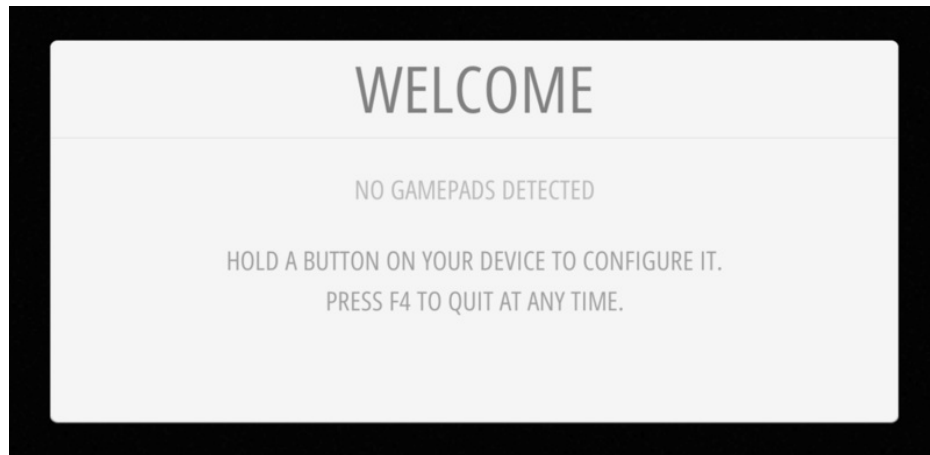 WELCOME
NO GAMEPADS DETECTED
HOLD A BUTTON ON YOUR DEVICE TO CONFIGURE IT.
PRESS F4 TO QUIT AT ANY TIME.